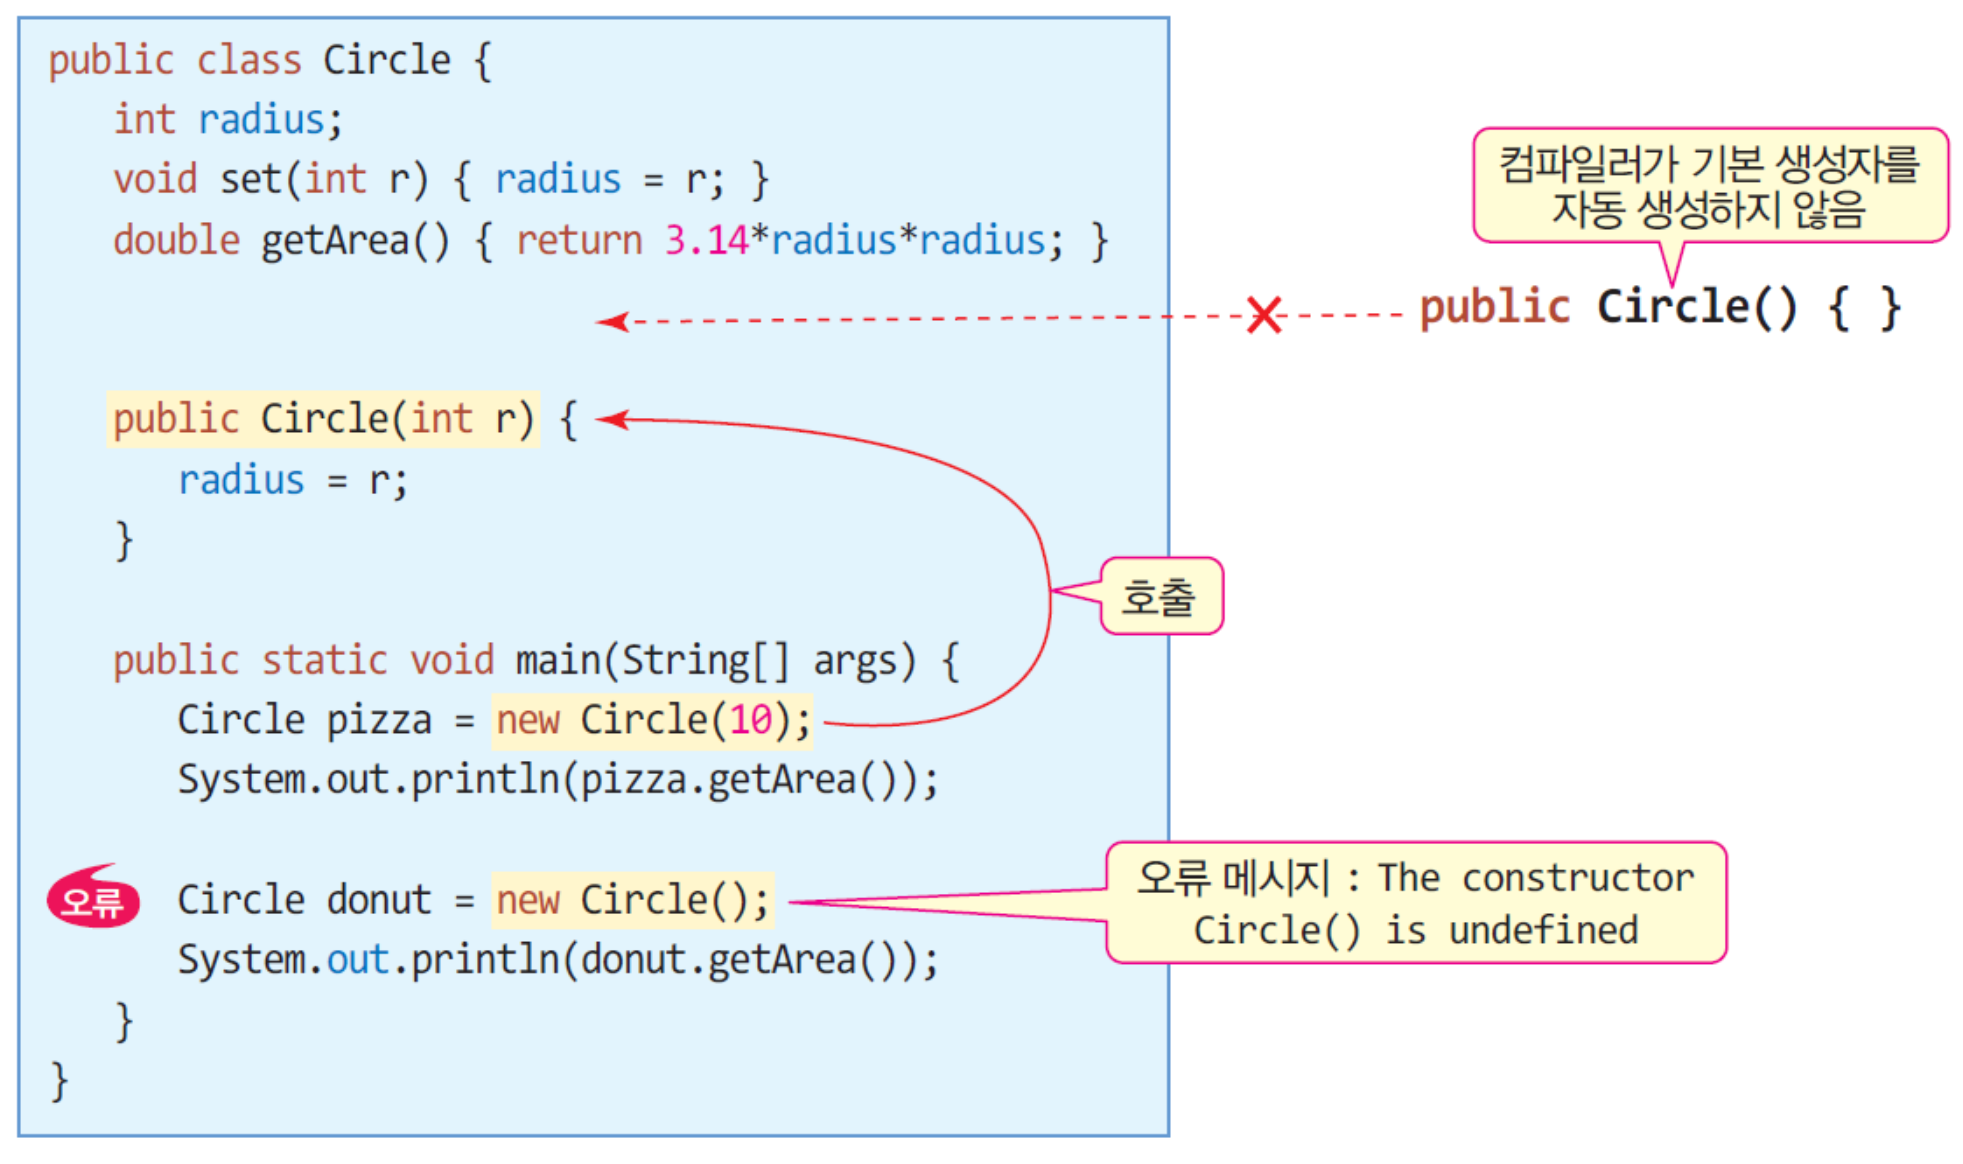 public class Circle {
int radius;
void set(int r) { radius = r; }
double getArea() { return 3.14*radius*radius; }
컴파일러가 기본 생성자를
자동 생성하지 않음
public Circle() { }
public Circle(int r) {
radius = r;
}
호출
public static void main(String[] args) {
Circle pizza = new Circle(10);
System.out.println(pizza.getArea());
오류
Circle donut = new Circle();
오류 메시지 : The constructor
Circle() is undefined
System.out.println(donut.getArea());
}
}